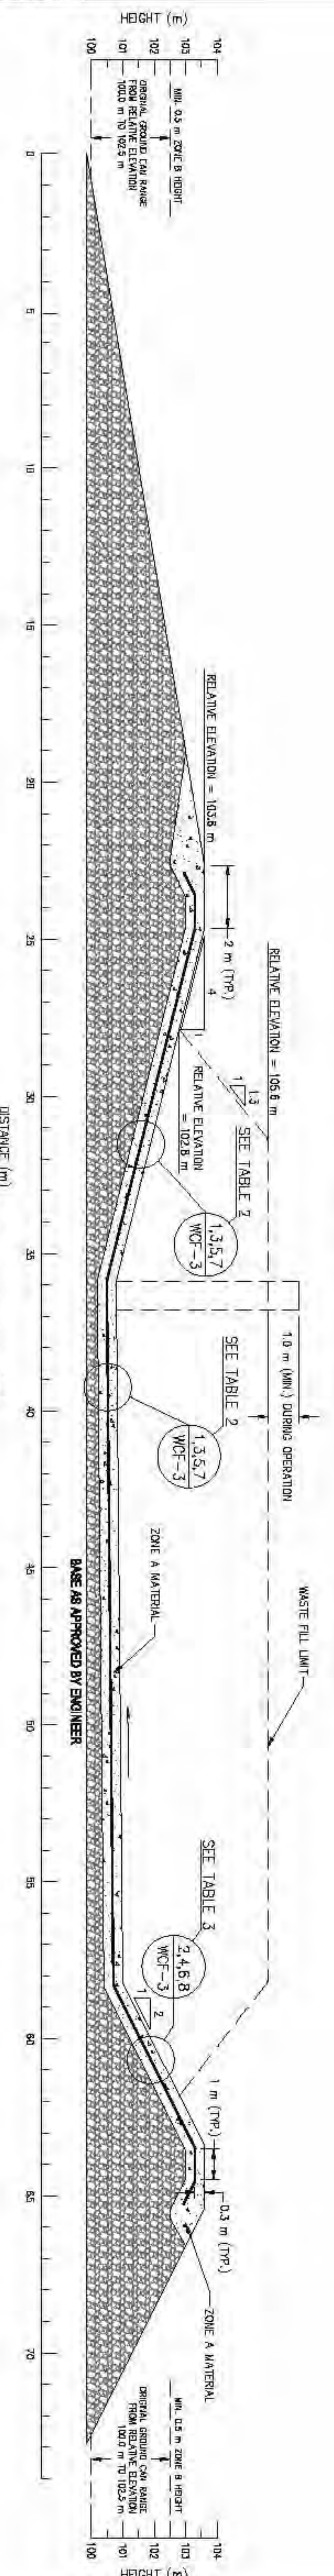 HEIGHT (m)
104
103
102
101
100
MIN. 0.5 m ZONE B HEIGHT
ORIGINAL GROUND CAN RANGE
FROM RELATIVE ELEVATION
100.0 m TO 102.5 m
RELATIVE ELEVATION = 103.6 m
2 m (TYP.)
4
1
RELATIVE ELEVATION = 105.6 m
1.3
1
RELATIVE ELEVATION
= 102.8 m
SEE TABLE 2
1,3,5,7
WCF-3
1.0 m (MIN.) DURING OPERATION
SEE TABLE 2
1,3,5,7
WCF-3
ZONE A MATERIAL
WASTE FILL LIMIT
BASE AS APPROVED BY ENGINEER
SEE TABLE 3
2,4,6,8
WCF-3
2
1
1 m (TYP.)
0.3 m (TYP.)
ZONE A MATERIAL
MIN. 0.5 m ZONE B HEIGHT
ORIGINAL GROUND CAN RANGE
FROM RELATIVE ELEVATION
100.0 m TO 102.5 m
104
103
102
101
100
HEIGHT (m)
0
5
10
15
20
25
30
35
40
45
50
55
60
65
70
DISTANCE (m)